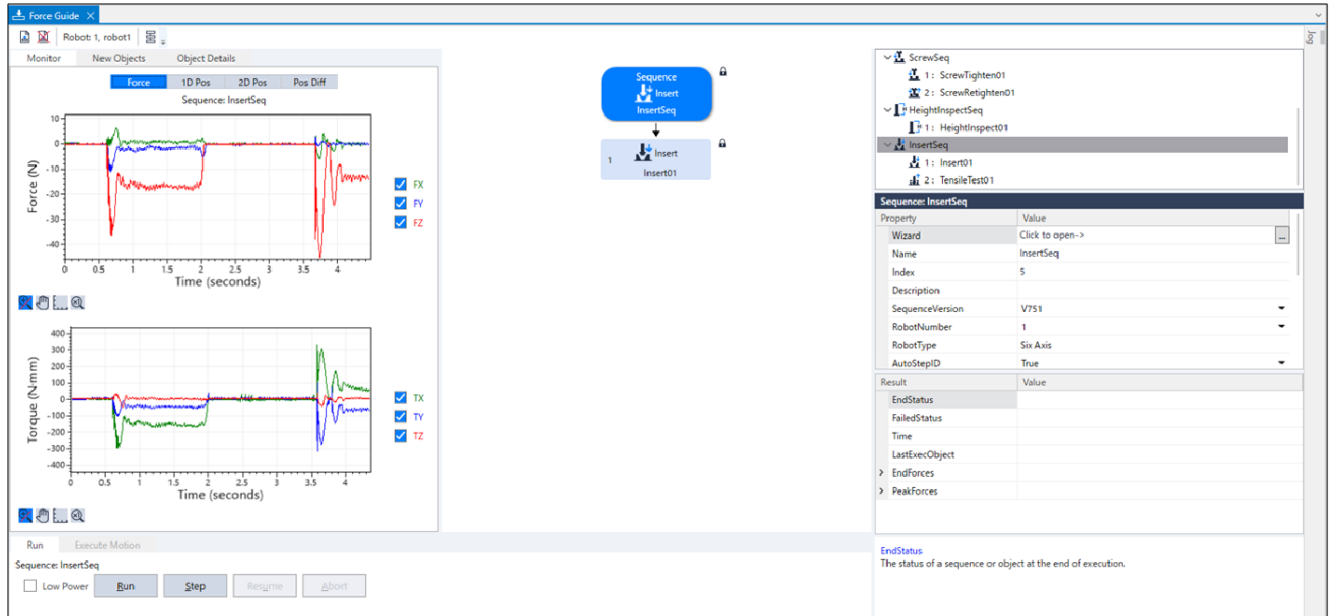 Force Guide
Robot: 1, robot1
Jog
Monitor New Objects Object Details
Force 1D Pos 2D Pos Pos Diff
Sequence: InsertSeq
10
0
-10
-20
-30
-40
Force (N)
0 0.5 1 1.5 2 2.5 3 3.5 4
Time (seconds)
FX
FY
FZ
400
300
200
100
0
-100
-200
-300
-400
Torque (N·mm)
0 0.5 1 1.5 2 2.5 3 3.5 4
Time (seconds)
TX
TY
TZ
Run Execute Motion
Sequence: InsertSeq
Low Power Run Step Resume Abort
Sequence
Insert
InsertSeq
1 Insert
Insert01
ScrewSeq
1 : ScrewTighten01
2 : ScrewRetighten01
HeightInspectSeq
1 : HeightInspect01
InsertSeq
1 : Insert01
2 : TensileTest01
Sequence: InsertSeq
Property Value
Wizard Click to open-> ...
Name InsertSeq
Index 5
Description
SequenceVersion V751
RobotNumber 1
RobotType Six Axis
AutoStepID True
Result Value
EndStatus
FailedStatus
Time
LastExecObject
EndForces
PeakForces
EndStatus
The status of a sequence or object at the end of execution.